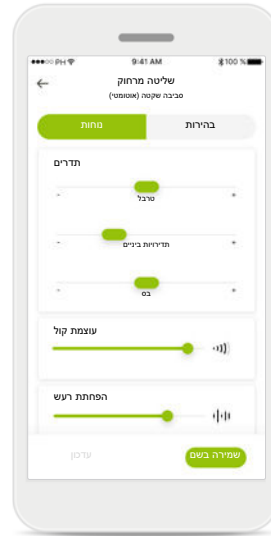 ●●●○○ PH 9:41 AM 100 %
שליטה מרחוק
סביבה שקטה (אוטומטי)
נוחות בהירות
תדרים
- +
טרבל
- תדירויות ביניים +
- +
בס
עוצמת קול
הפחתת רעש
עדכון שמירה בשם